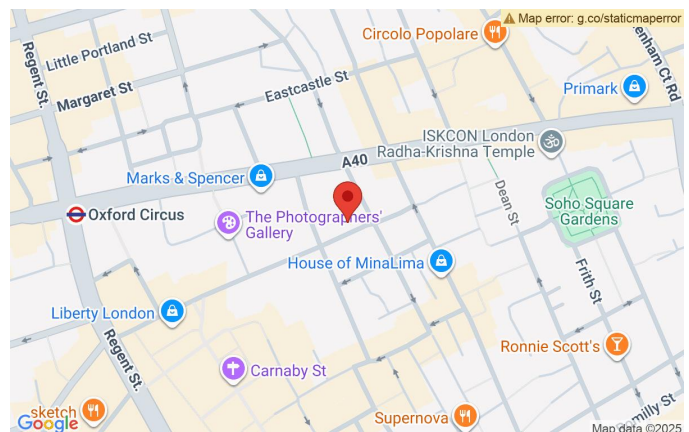 Map error: g.co/staticmaperror
Regent St.
Little Portland St
Circolo Popolare
Margaret St
Eastcastle St
Primark
A40
ISKCON London
Radha-Krishna Temple
Marks & Spencer
Oxford Circus
The Photographers'
Gallery
Dean St
Soho Square
Gardens
House of MinaLima
Liberty London
Frith St
Regent St.
Ronnie Scott's
Carnaby St
sketch
Supernova
Google
Map data ©2025